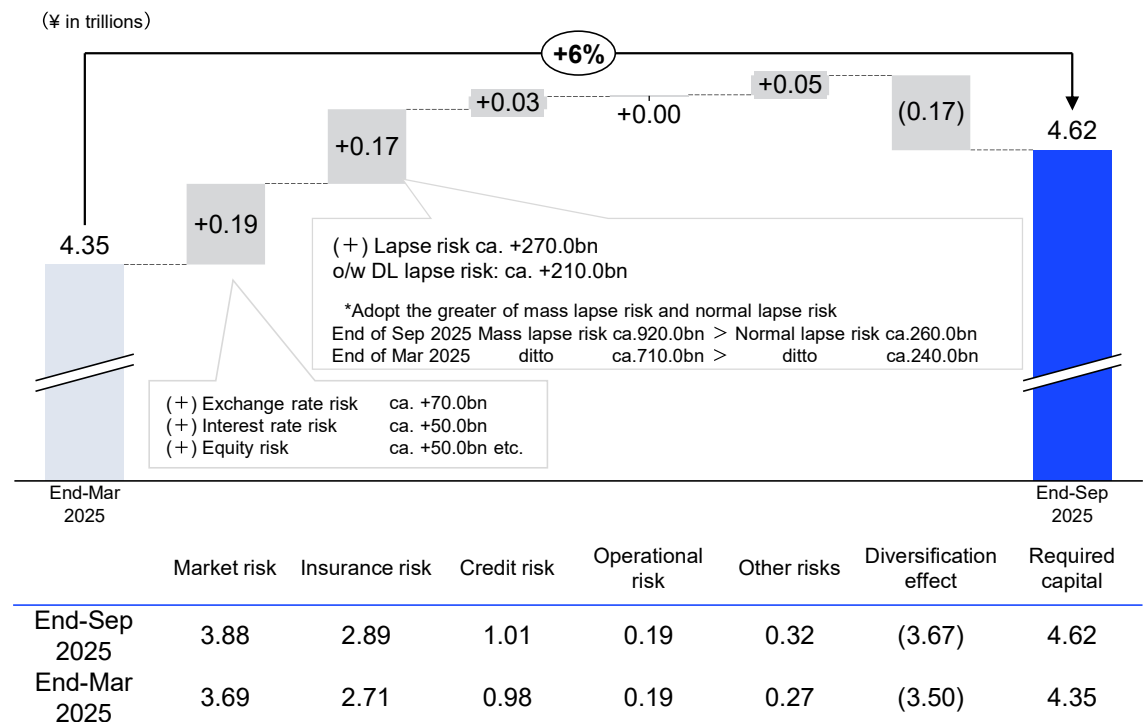 (¥ in trillions)
+6%
4.35
+0.19
+0.17
+0.03
+0.00
+0.05
(0.17)
4.62
(+) Lapse risk ca. +270.0bn
o/w DL lapse risk: ca. +210.0bn
*Adopt the greater of mass lapse risk and normal lapse risk
End of Sep 2025 Mass lapse risk ca.920.0bn > Normal lapse risk ca.260.0bn
End of Mar 2025 ditto ca.710.0bn > ditto ca.240.0bn
(+) Exchange rate risk ca. +70.0bn
(+) Interest rate risk ca. +50.0bn
(+) Equity risk ca. +50.0bn etc.
End-Mar
2025
End-Sep
2025
Market risk Insurance risk Credit risk Operational risk Other risks Diversification effect Required capital
End-Sep 2025 3.88 2.89 1.01 0.19 0.32 (3.67) 4.62
End-Mar 2025 3.69 2.71 0.98 0.19 0.27 (3.50) 4.35